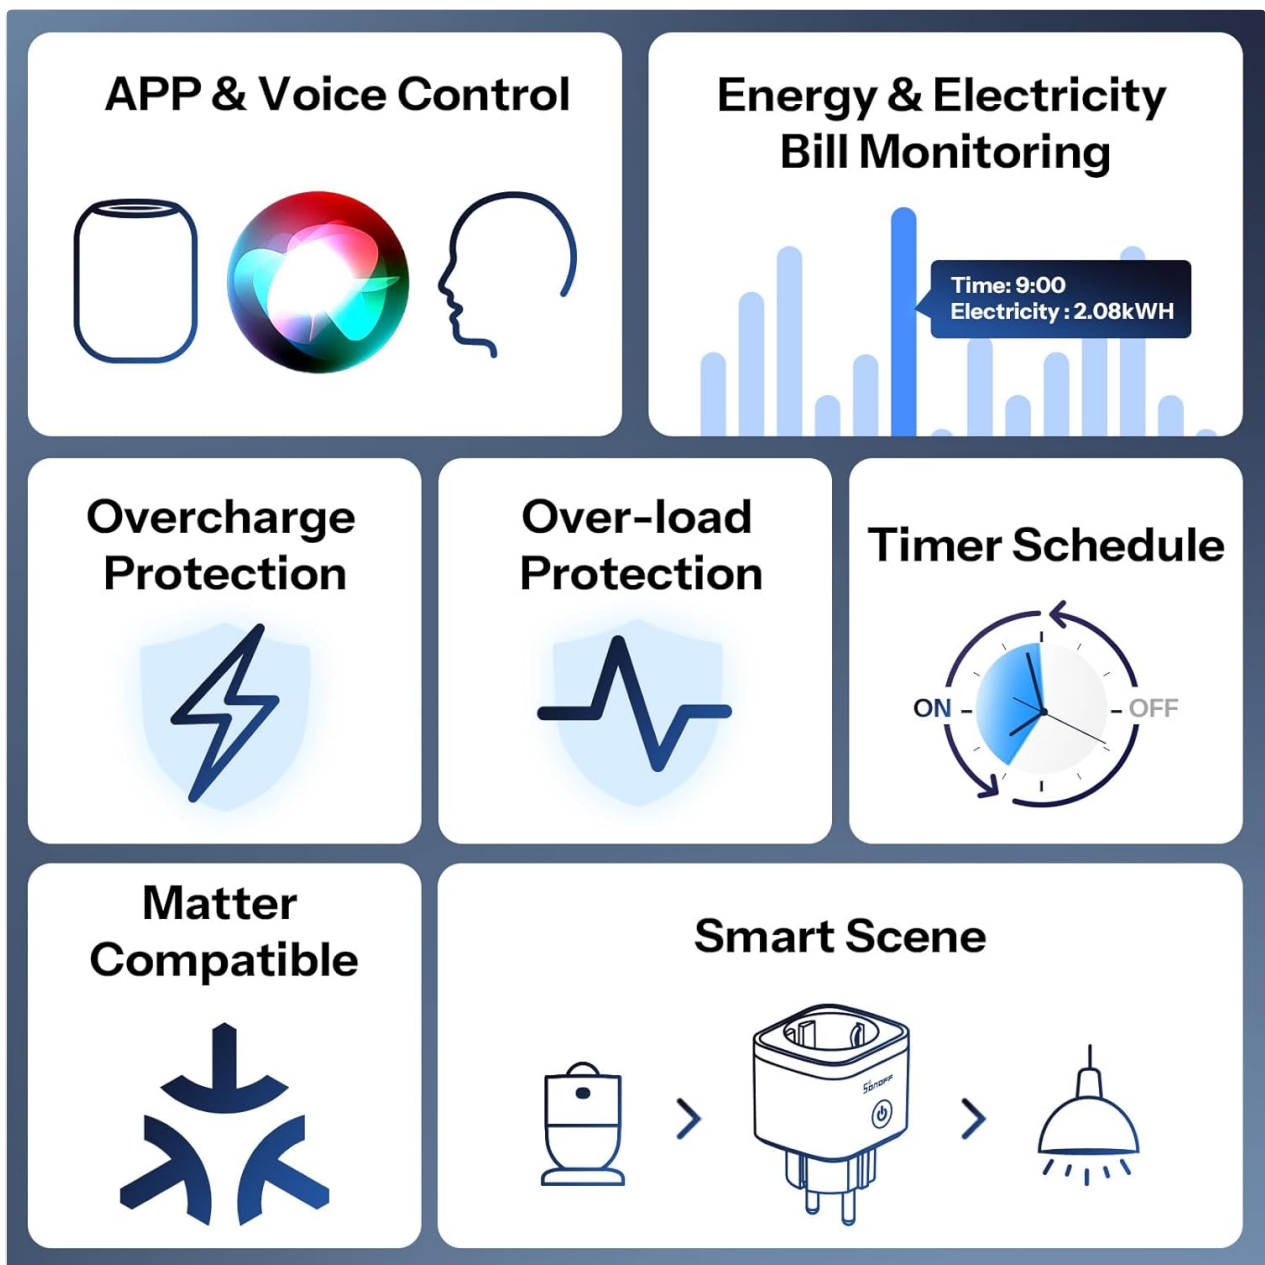 APP & Voice Control
Energy & Electricity
Bill Monitoring
Time: 9:00
Electricity : 2.08kWH
Overcharge
Protection
Over-load
Protection
Timer Schedule
ON
OFF
Matter
Compatible
Smart Scene
SONOFF